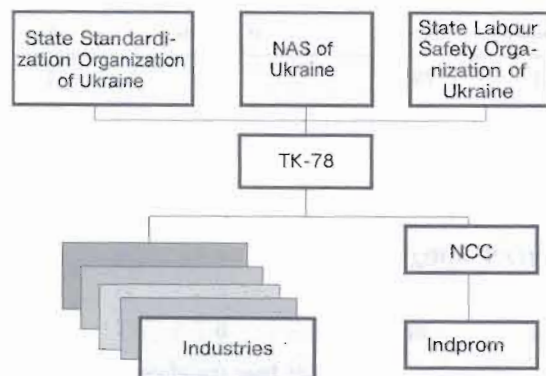 State Standardi-
zation Organization
of Ukraine
NAS of
Ukraine
State Labour
Safety Orga-
nization of
Ukraine
TK-78
NCC
Industries
Indprom